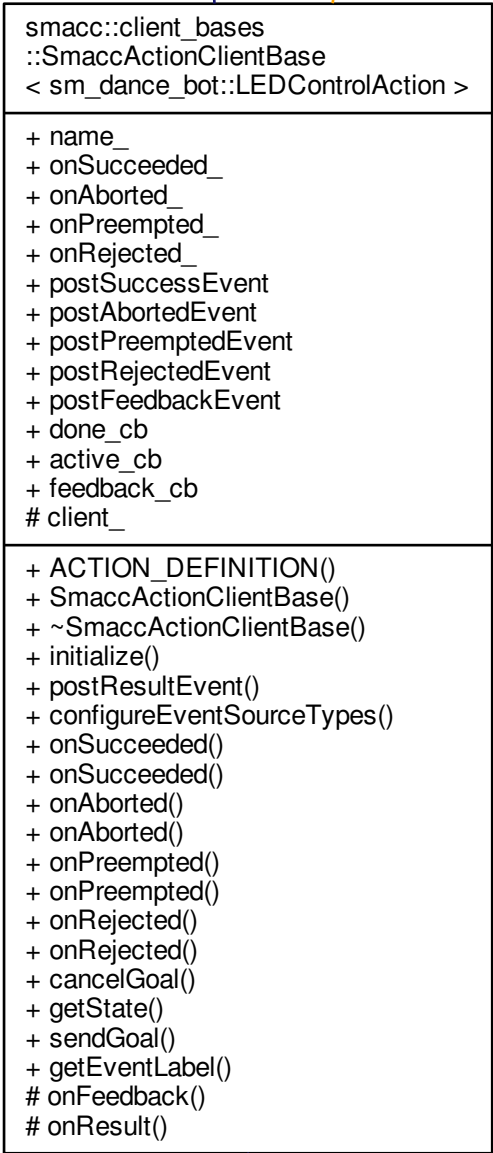 smacc::client_bases
::SmaccActionClientBase
< sm_dance_bot::LEDControlAction >
+ name_
+ onSucceeded_
+ onAborted_
+ onPreempted_
+ onRejected_
+ postSuccessEvent
+ postAbortedEvent
+ postPreemptedEvent
+ postRejectedEvent
+ postFeedbackEvent
+ done_cb
+ active_cb
+ feedback_cb
# client_
+ ACTION_DEFINITION()
+ SmaccActionClientBase()
+ ~SmaccActionClientBase()
+ initialize()
+ postResultEvent()
+ configureEventSourceTypes()
+ onSucceeded()
+ onSucceeded()
+ onAborted()
+ onAborted()
+ onPreempted()
+ onPreempted()
+ onRejected()
+ onRejected()
+ cancelGoal()
+ getState()
+ sendGoal()
+ getEventLabel()
# onFeedback()
# onResult()